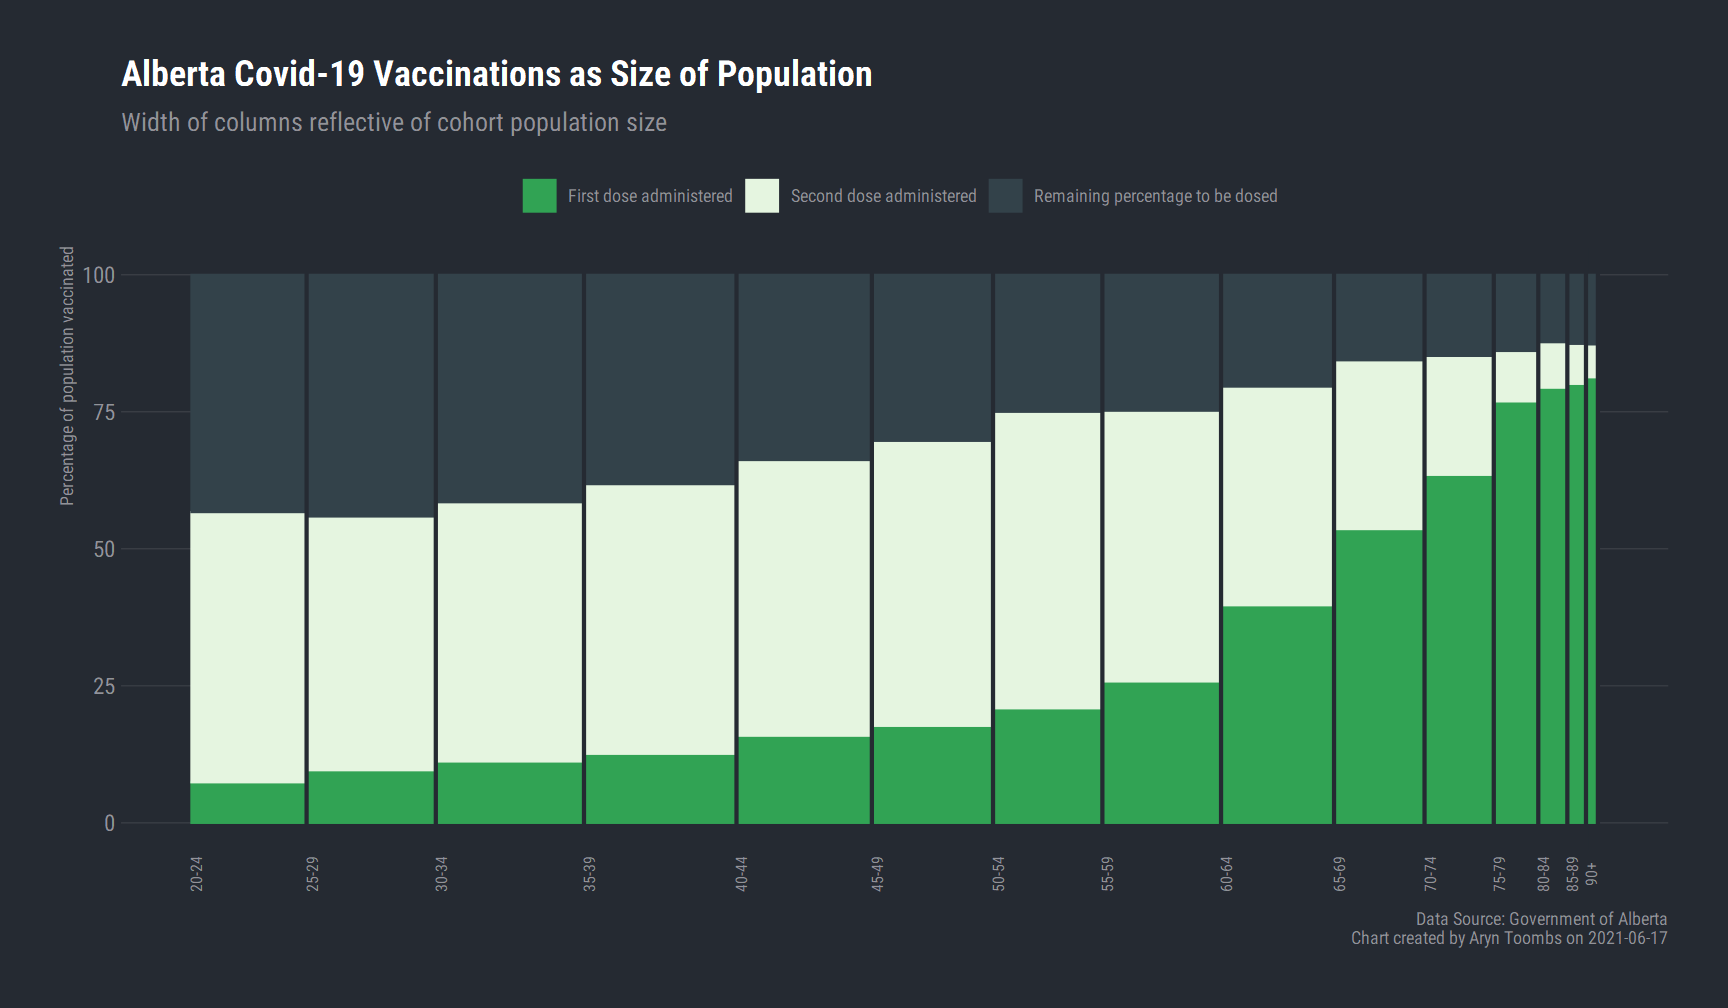 Alberta Covid-19 Vaccinations as Size of Population
Width of columns reflective of cohort population size
First dose administered
Second dose administered
Remaining percentage to be dosed
Percentage of population vaccinated
100
75
50
25
0
20-24
25-29
30-34
35-39
40-44
45-49
50-54
55-59
60-64
65-69
70-74
75-79
80-84
85-89
90+
Data Source: Government of Alberta
Chart created by Aryn Toombs on 2021-06-17